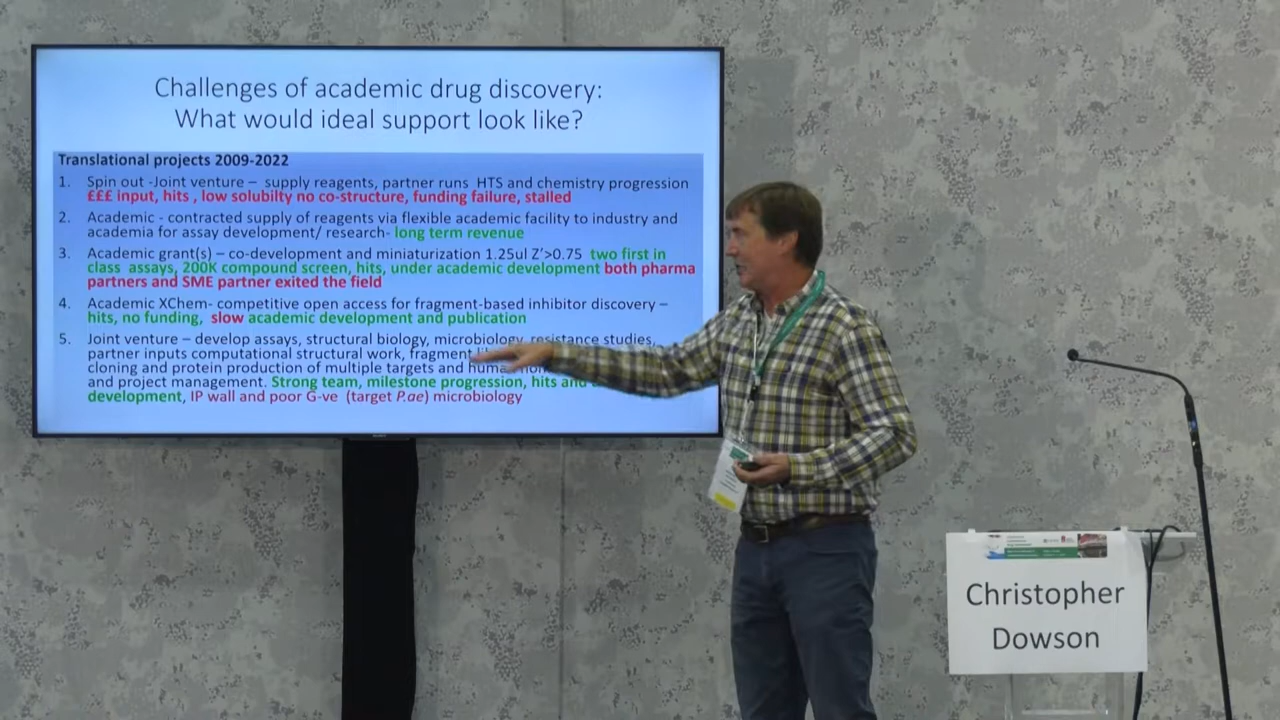 Challenges of academic drug discovery:
What would ideal support look like?
Translational projects 2009-2022
1. Spin out -Joint venture – supply reagents, partner runs HTS and chemistry progression
£££ input, hits , low solubilty no co-structure, funding failure, stalled
2. Academic - contracted supply of reagents via flexible academic facility to industry and
academia for assay development/ research- long term revenue
3. Academic grant(s) – co-development and miniaturization 1.25ul Z’>0.75 two first in
class assays, 200K compound screen, hits, under academic development both pharma
partners and SME partner exited the field
4. Academic XChem- competitive open access for fragment-based inhibitor discovery –
hits, no funding, slow academic development and publication
5. Joint venture – develop assays, structural biology, microbiology, resistance studies,
partner inputs computational structural work, fragment
cloning and protein production of multiple targets and
and project management. Strong team, milestone progression, hits and
development, IP wall and poor G-ve (target P.ae) microbiology
Christopher
Dowson